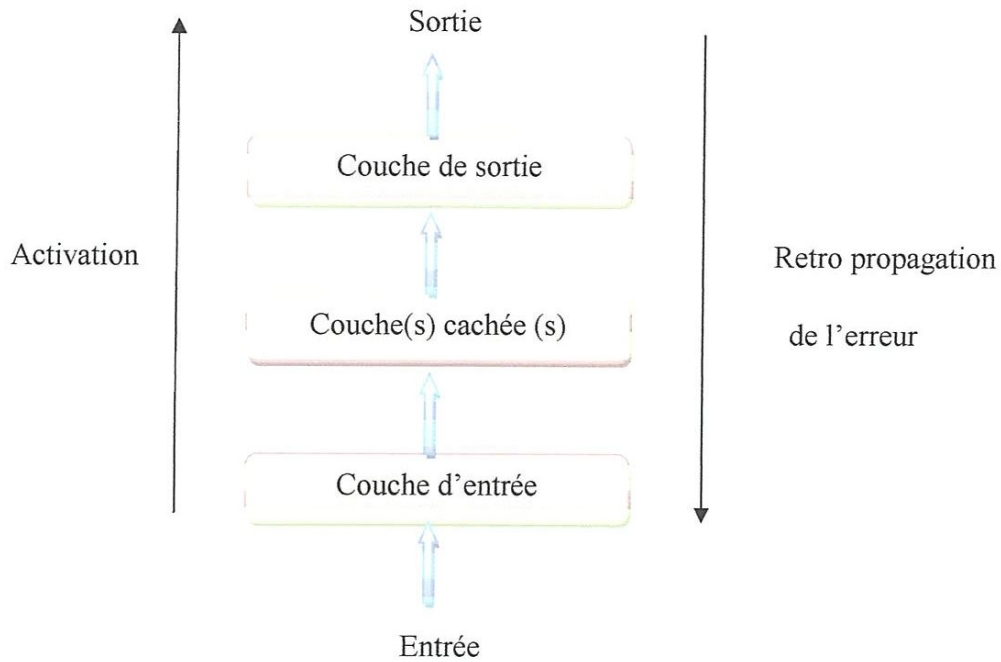 Sortie
Couche de sortie
Activation
Retro propagation
de l’erreur
Couche(s) cachée (s)
Couche d’entrée
Entrée